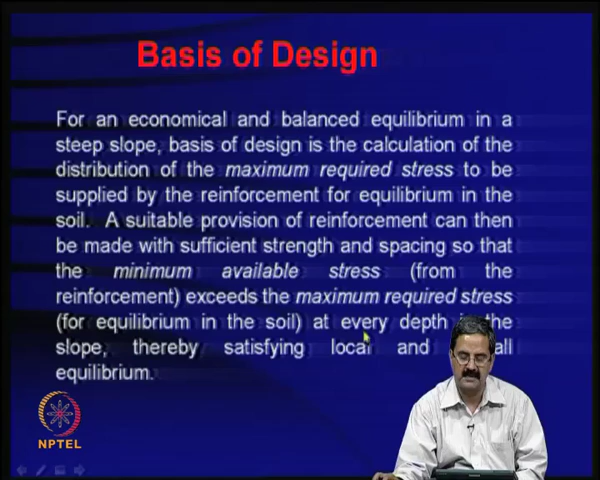 Basis of Design
For an economical and balanced equilibrium in a
steep slope, basis of design is the calculation of the
distribution of the maximum required stress to be
supplied by the reinforcement for equilibrium in the
soil. A suitable provision of reinforcement can then
be made with sufficient strength and spacing so that
the minimum available stress (from the
reinforcement) exceeds the maximum required stress
(for equilibrium in the soil) at every depth the
slope, thereby satisfying local and
equilibrium.
NPTEL